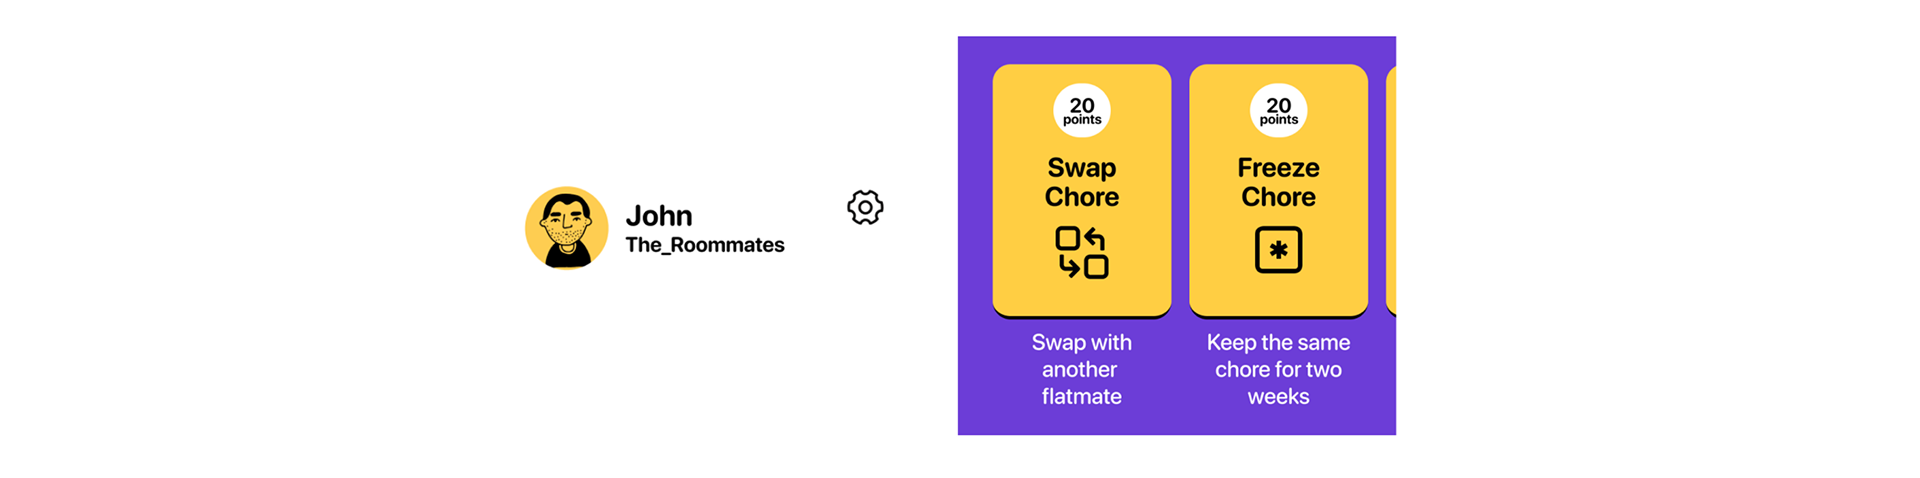 John
The_Roommates
20
points
Swap
Chore
Swap with
another
flatmate
20
points
Freeze
Chore
Keep the same
chore for two
weeks